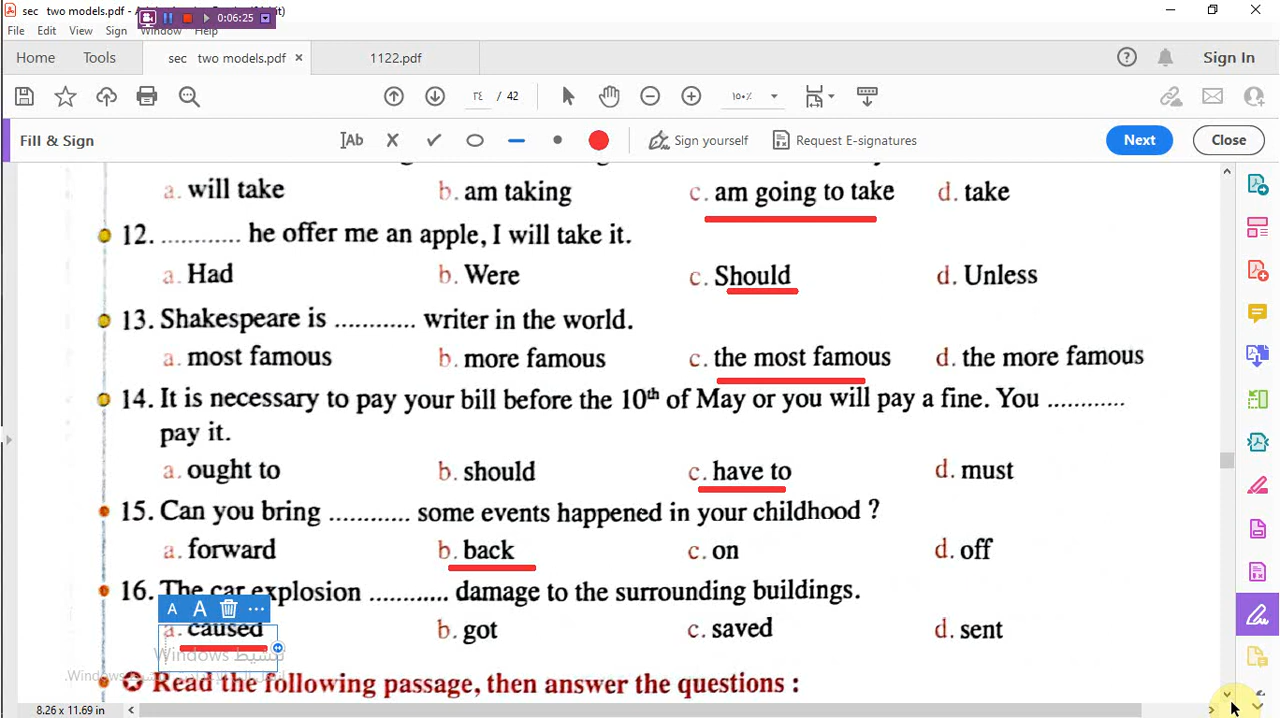 sec two models.pdf -
0:06:25
File Edit View Sign Window Help
Home Tools sec two models.pdf × 1122.pdf Sign In
٢٤ / 42 ١٥٠٪
Fill & Sign Ab Sign yourself Request E-signatures Next Close
a. will take b. am taking c. am going to take d. take
12. ............ he offer me an apple, I will take it.
a. Had b. Were c. Should d. Unless
13. Shakespeare is ............ writer in the world.
a. most famous b. more famous c. the most famous d. the more famous
14. It is necessary to pay your bill before the 10th of May or you will pay a fine. You ............
pay it.
a. ought to b. should c. have to d. must
15. Can you bring ............ some events happened in your childhood ?
a. forward b. back c. on d. off
16. The car explosion ............ damage to the surrounding buildings.
A A
a. caused b. got c. saved d. sent
تنشيط Windows
.Windows
Read the following passage, then answer the questions :
8.26 x 11.69 in